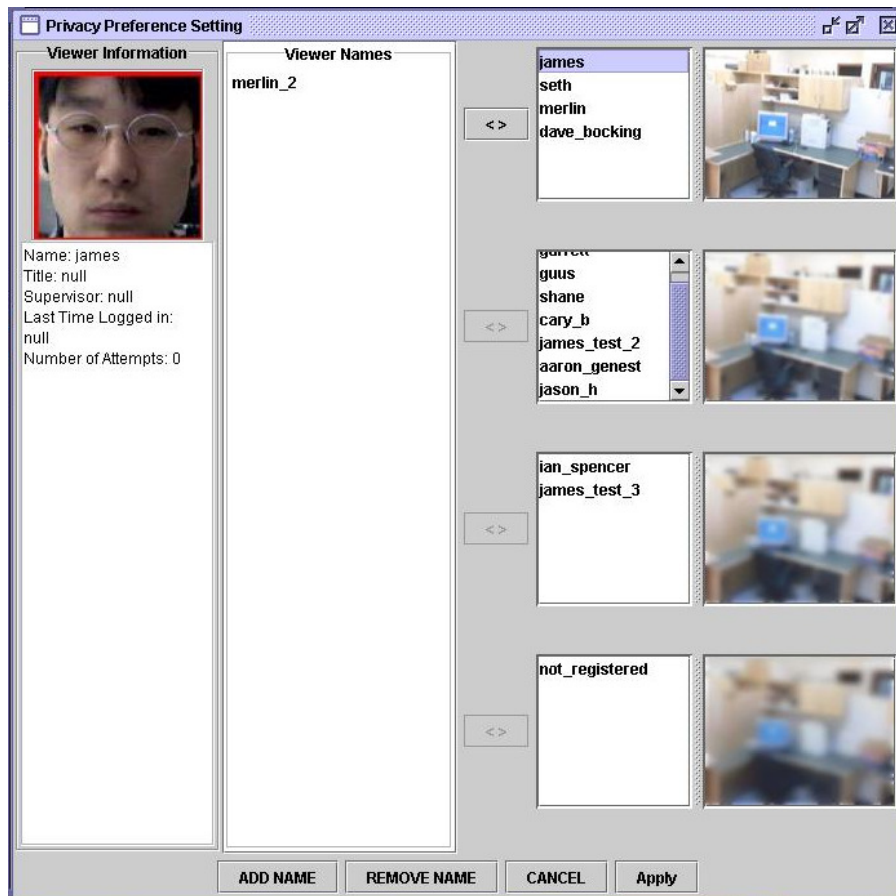 Privacy Preference Setting
Viewer Information
Name: james
Title: null
Supervisor: null
Last Time Logged in:
null
Number of Attempts: 0
Viewer Names
merlin_2
<>
james
seth
merlin
dave_bocking
<>
garrett
guus
shane
cary_b
james_test_2
aaron_genest
jason_h
<>
ian_spencer
james_test_3
<>
not_registered
ADD NAME
REMOVE NAME
CANCEL
Apply